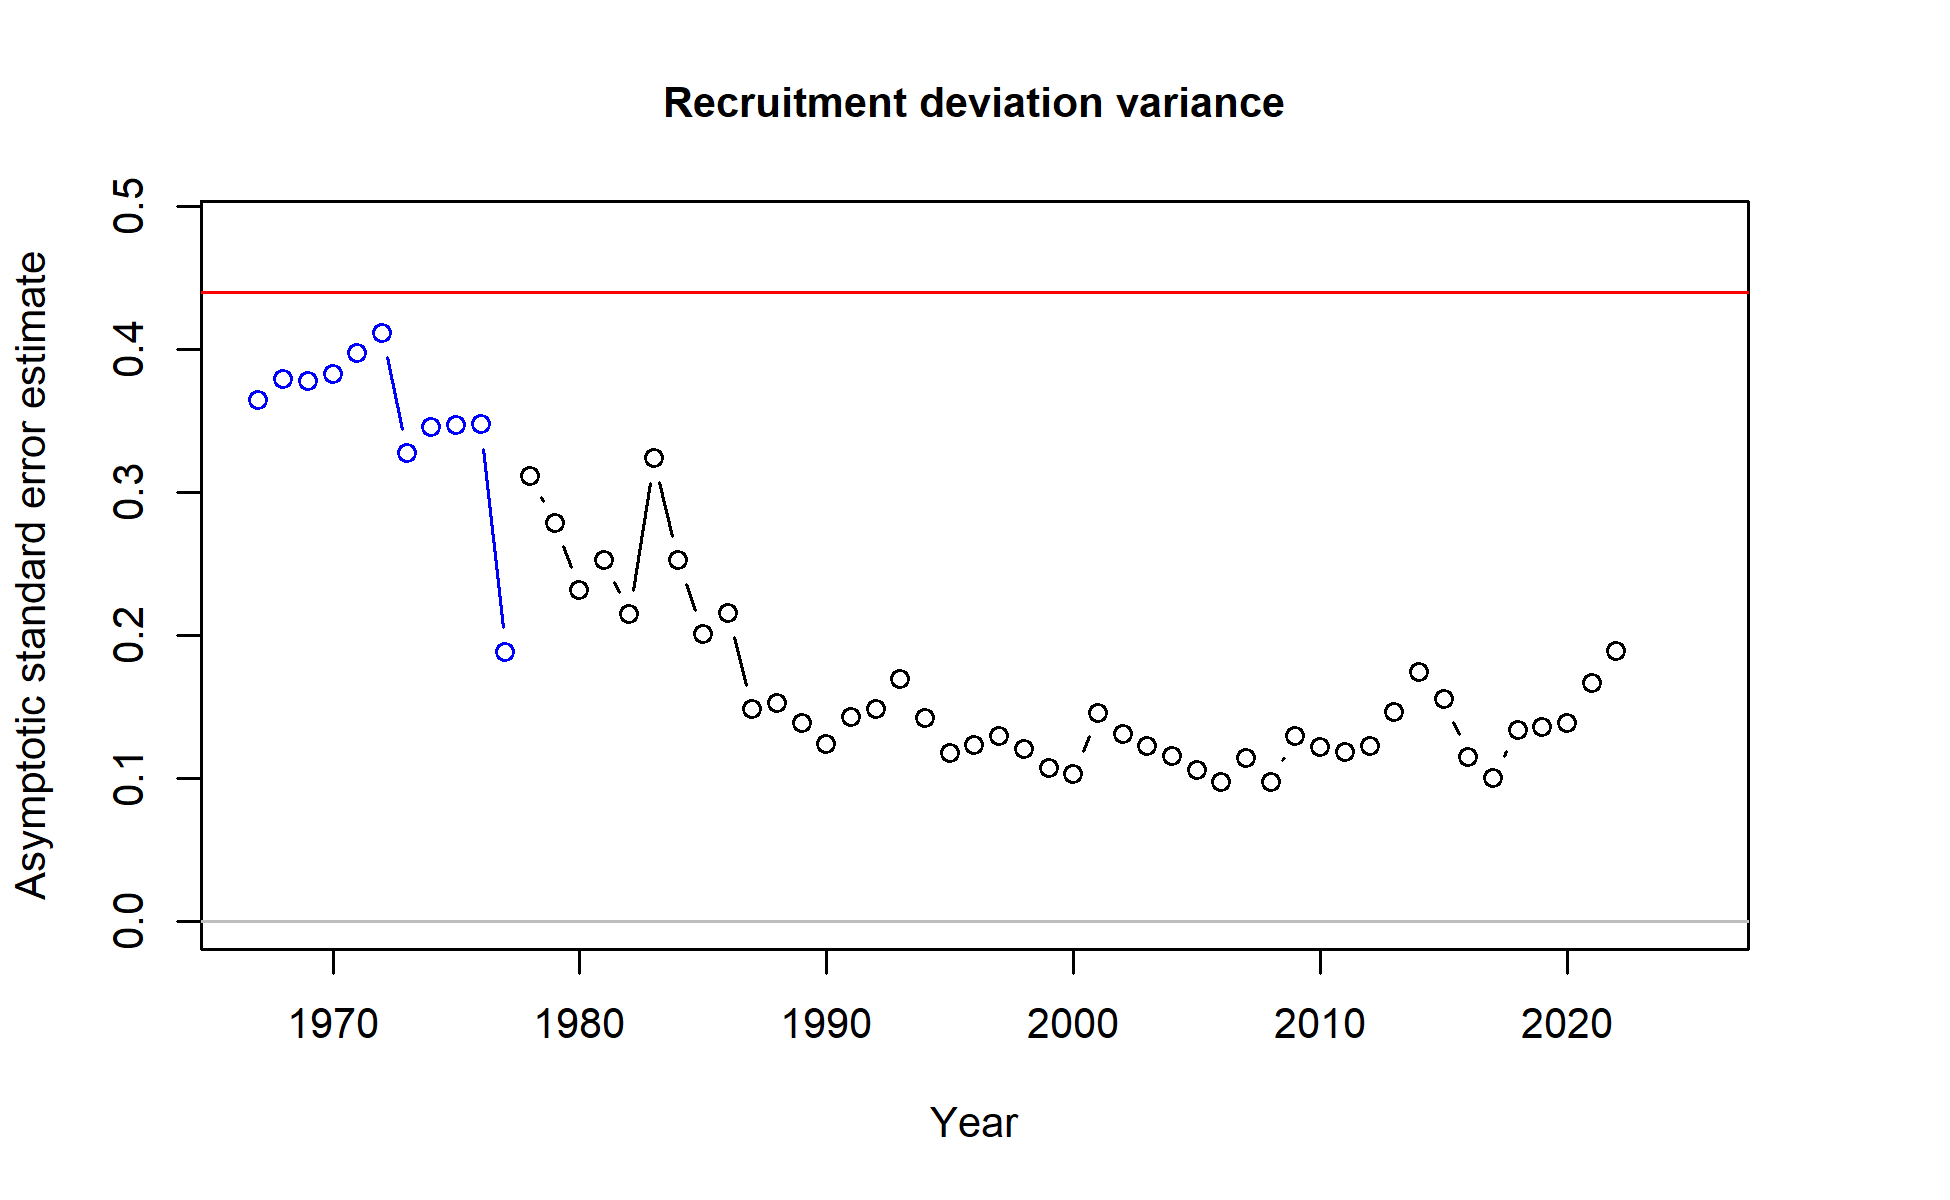 Recruitment deviation variance
Asymptotic standard error estimate
0.5
0.4
0.3
0.2
0.1
0.0
1970 1980 1990 2000 2010 2020
Year